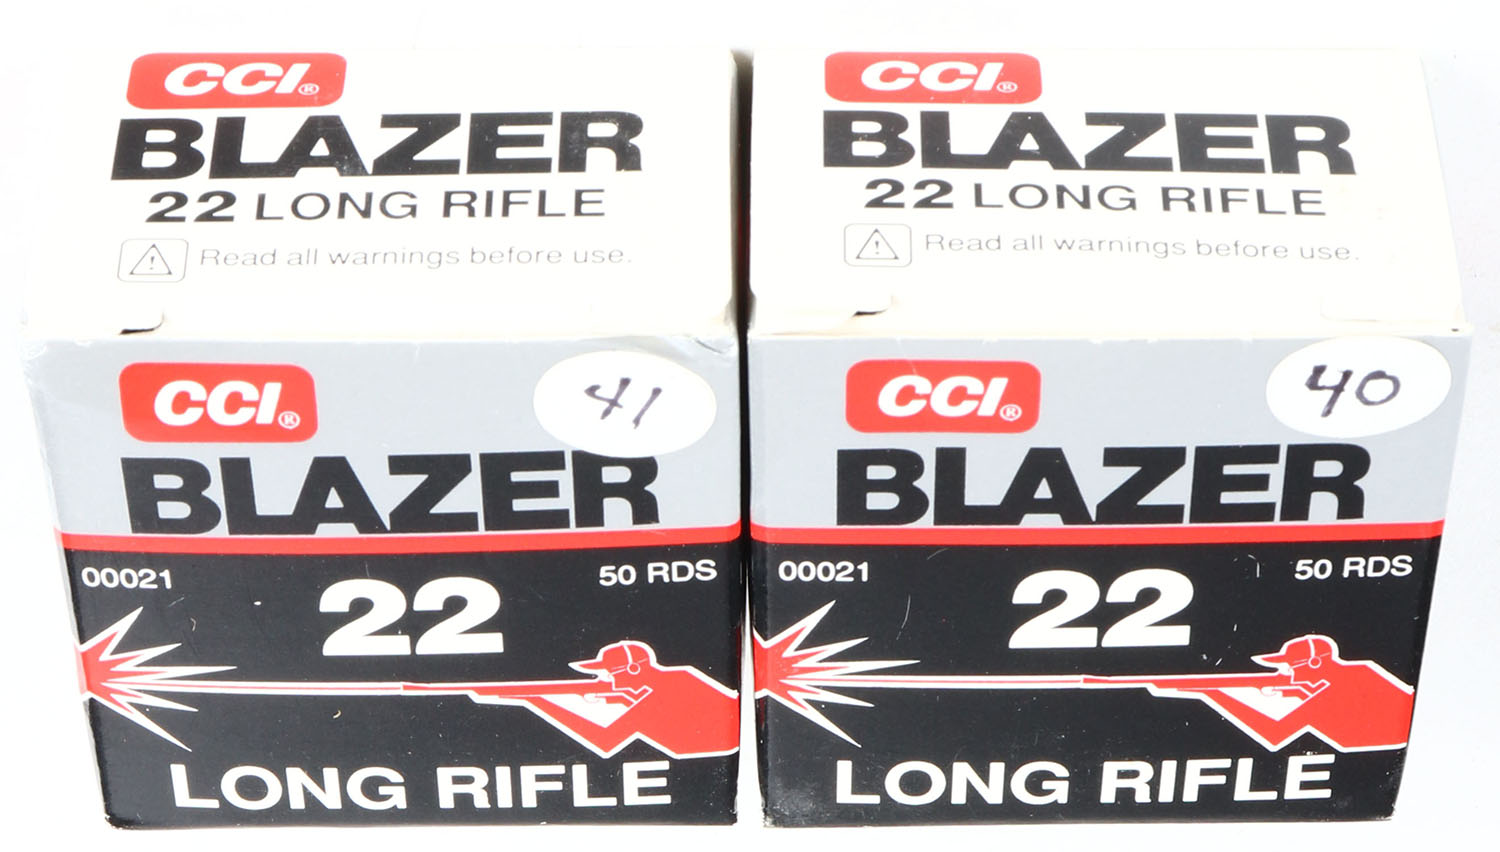 CCI®
BLAZER
22 LONG RIFLE
Read all warnings before use.
CCI®
41
BLAZER
00021
50 RDS
22
LONG RIFLE
CCI®
BLAZER
22 LONG RIFLE
Read all warnings before use.
CCI®
40
BLAZER
00021
50 RDS
22
LONG RIFLE